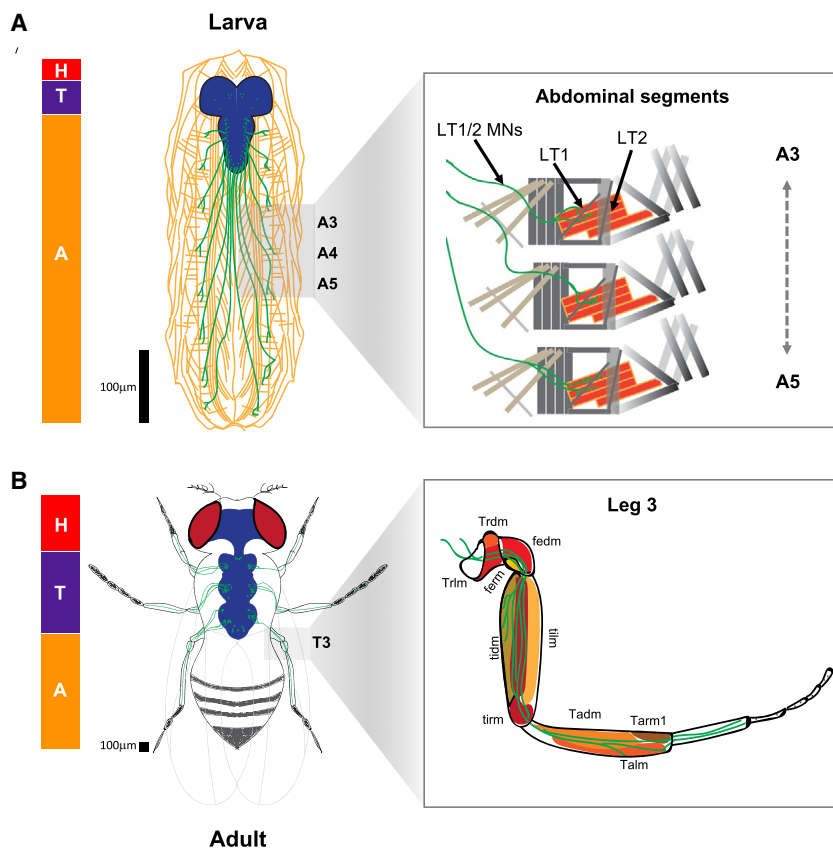 A
Larva
H
T
A
A3
A4
A5
100µm
Abdominal segments
LT1/2 MNs
LT1
LT2
A3
A5
B
H
T
A
T3
100µm
Adult
Leg 3
Trdm
fedm
Trlm
ferm
tidm
tilm
tirm
Tadm
Tarm1
Talm